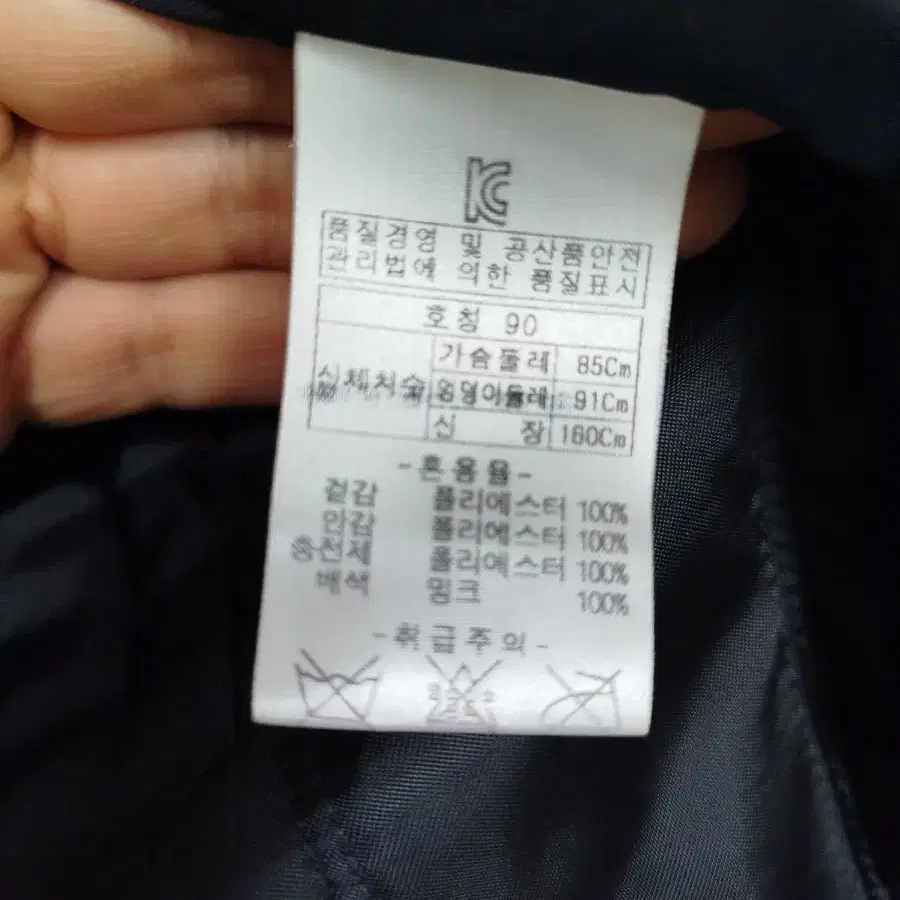 KC
품질경영 및 공산품안전
관리법에 의한 품질표시
호칭 90
신체치수
가슴둘레 85Cm
엉덩이둘레 91Cm
신 장 160Cm
-혼용율-
겉감 폴리에스터 100%
안감 폴리에스터 100%
충전제 폴리에스터 100%
배색 밍크 100%
-취급주의-